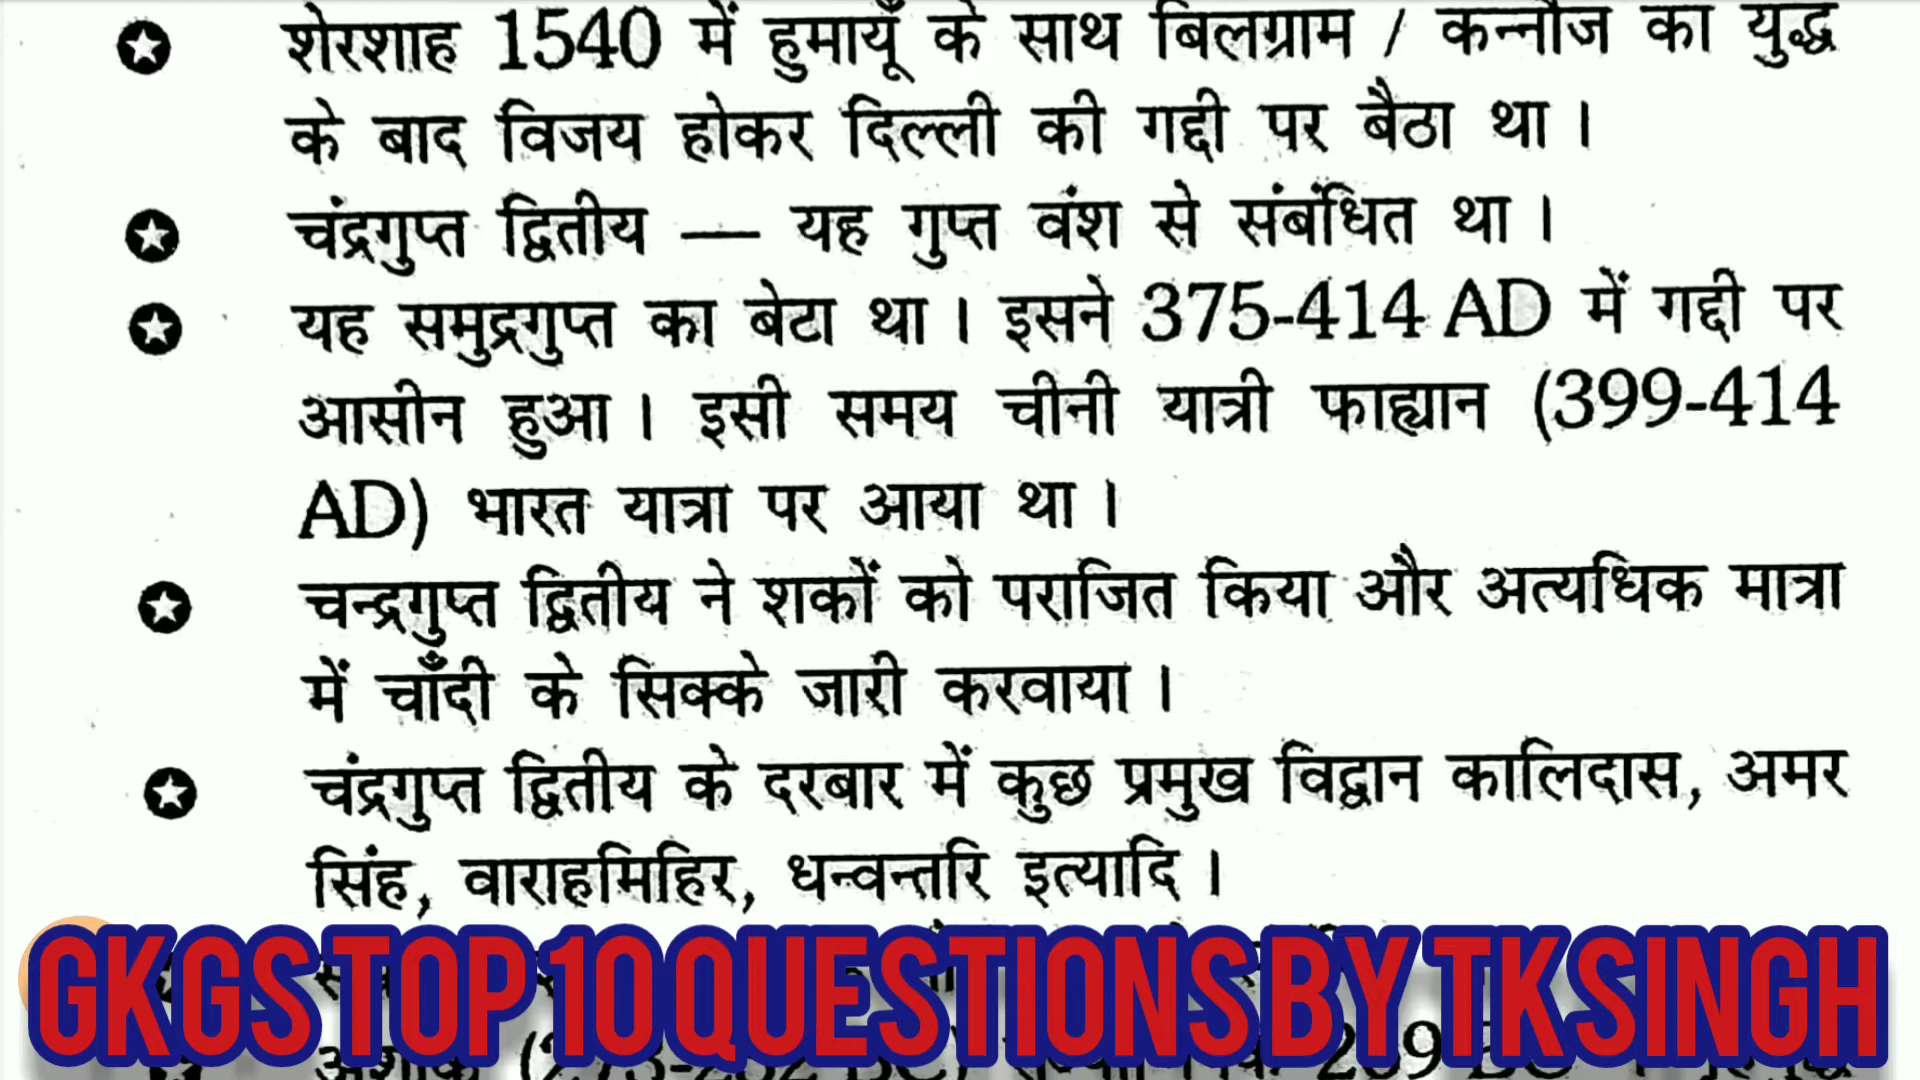 शेरशाह 1540 में हुमायूँ के साथ बिलग्राम / कन्नौज का युद्ध
के बाद विजय होकर दिल्ली की गद्दी पर बैठा था।
चंद्रगुप्त द्वितीय — यह गुप्त वंश से संबंधित था।
यह समुद्रगुप्त का बेटा था। इसने 375-414 AD में गद्दी पर
आसीन हुआ। इसी समय चीनी यात्री फाह्यान (399-414
AD) भारत यात्रा पर आया था।
चन्द्रगुप्त द्वितीय ने शकों को पराजित किया और अत्यधिक मात्रा
में चाँदी के सिक्के जारी करवाया।
चंद्रगुप्त द्वितीय के दरबार में कुछ प्रमुख विद्वान कालिदास, अमर
सिंह, वाराहमिहिर, धन्वन्तरि इत्यादि।
GKGS TOP 10 QUESTIONS BY TK SINGH